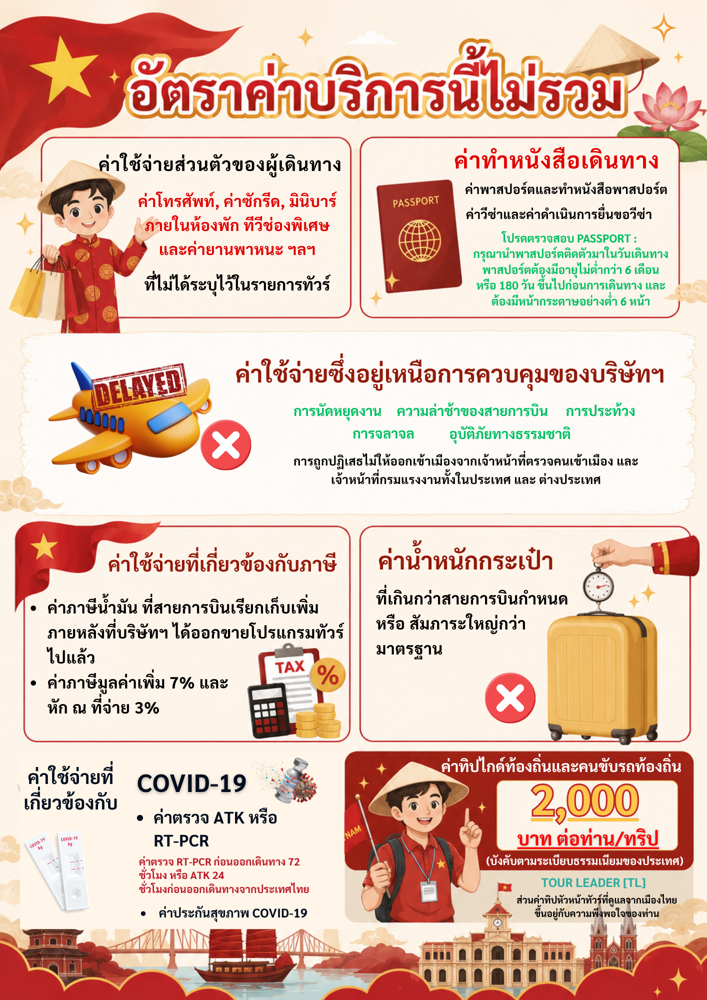 อัตราค่าบริการนี้ไม่รวม
ค่าใช้จ่ายส่วนตัวของผู้เดินทาง
ค่าโทรศัพท์, ค่าซักรีด, มินิบาร์
ภายในห้องพัก ทีวีช่องพิเศษ
และค่ายานพาหนะ ฯลฯ
ที่ไม่ได้ระบุไว้ในรายการทัวร์
ค่าทำหนังสือเดินทาง
PASSPORT
ค่าพาสปอร์ตและทำหนังสือพาสปอร์ต
ค่าวีซ่าและค่าดำเนินการยื่นขอวีซ่า
โปรดตรวจสอบ PASSPORT :
กรุณานำพาสปอร์ตติดตัวมาในวันเดินทาง
พาสปอร์ตต้องมีอายุไม่ต่ำกว่า 6 เดือน
หรือ 180 วัน ขึ้นไปก่อนการเดินทาง และ
ต้องมีหน้ากระดาษอย่างต่ำ 6 หน้า
DELAYED
ค่าใช้จ่ายซึ่งอยู่เหนือการควบคุมของบริษัทฯ
การนัดหยุดงาน ความล่าช้าของสายการบิน การประท้วง
การจลาจล อุบัติภัยทางธรรมชาติ
การถูกปฏิเสธไม่ให้ออกเข้าเมืองจากเจ้าหน้าที่ตรวจคนเข้าเมือง และ
เจ้าหน้าที่กรมแรงงานทั้งในประเทศ และ ต่างประเทศ
ค่าใช้จ่ายที่เกี่ยวข้องกับภาษี
• ค่าภาษีน้ำมัน ที่สายการบินเรียกเก็บเพิ่ม
ภายหลังที่บริษัทฯ ได้ออกขายโปรแกรมทัวร์
ไปแล้ว
• ค่าภาษีมูลค่าเพิ่ม 7% และ
หัก ณ ที่จ่าย 3%
TAX
%
ค่าน้ำหนักกระเป๋า
ที่เกินกว่าสายการบินกำหนด
หรือ สัมภาระใหญ่กว่า
มาตรฐาน
ค่าใช้จ่ายที่
เกี่ยวข้องกับ
COVID-19
• ค่าตรวจ ATK หรือ
RT-PCR
COVID-19
Ag
COVID-19
Ag
ค่าตรวจ RT-PCR ก่อนออกเดินทาง 72
ชั่วโมง หรือ ATK 24
ชั่วโมงก่อนออกเดินทางจากประเทศไทย
• ค่าประกันสุขภาพ COVID-19
ค่าทิปไกด์ท้องถิ่นและคนขับรถท้องถิ่น
2,000
บาท ต่อท่าน/ทริป
(บังคับตามระเบียบธรรมเนียมของประเทศ)
NAM
TOUR LEADER [TL]
ส่วนค่าทิปหัวหน้าทัวร์ที่ดูแลจากเมืองไทย
ขึ้นอยู่กับความพึงพอใจของท่าน